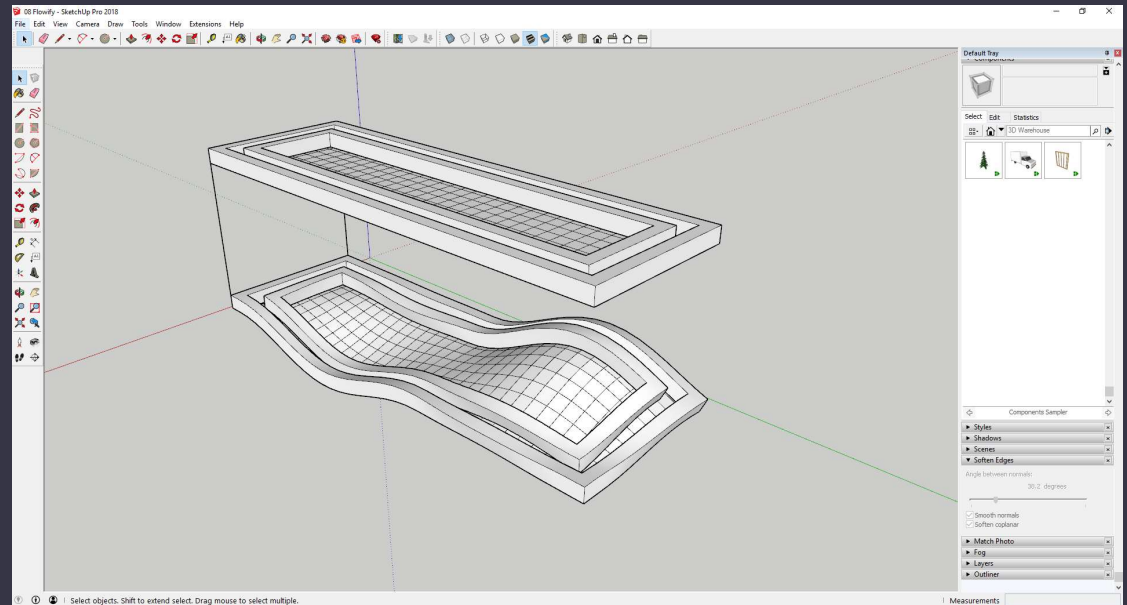 08 Flowify - SketchUp Pro 2018
File Edit View Camera Draw Tools Window Extensions Help
Default Tray
Components
Select Edit Statistics
3D Warehouse
Components Sampler
Styles
Shadows
Scenes
Soften Edges
Angle between normals:
36.2 degrees
Smooth normals
Soften coplanar
Match Photo
Fog
Layers
Outliner
Select objects. Shift to extend select. Drag mouse to select multiple.
Measurements